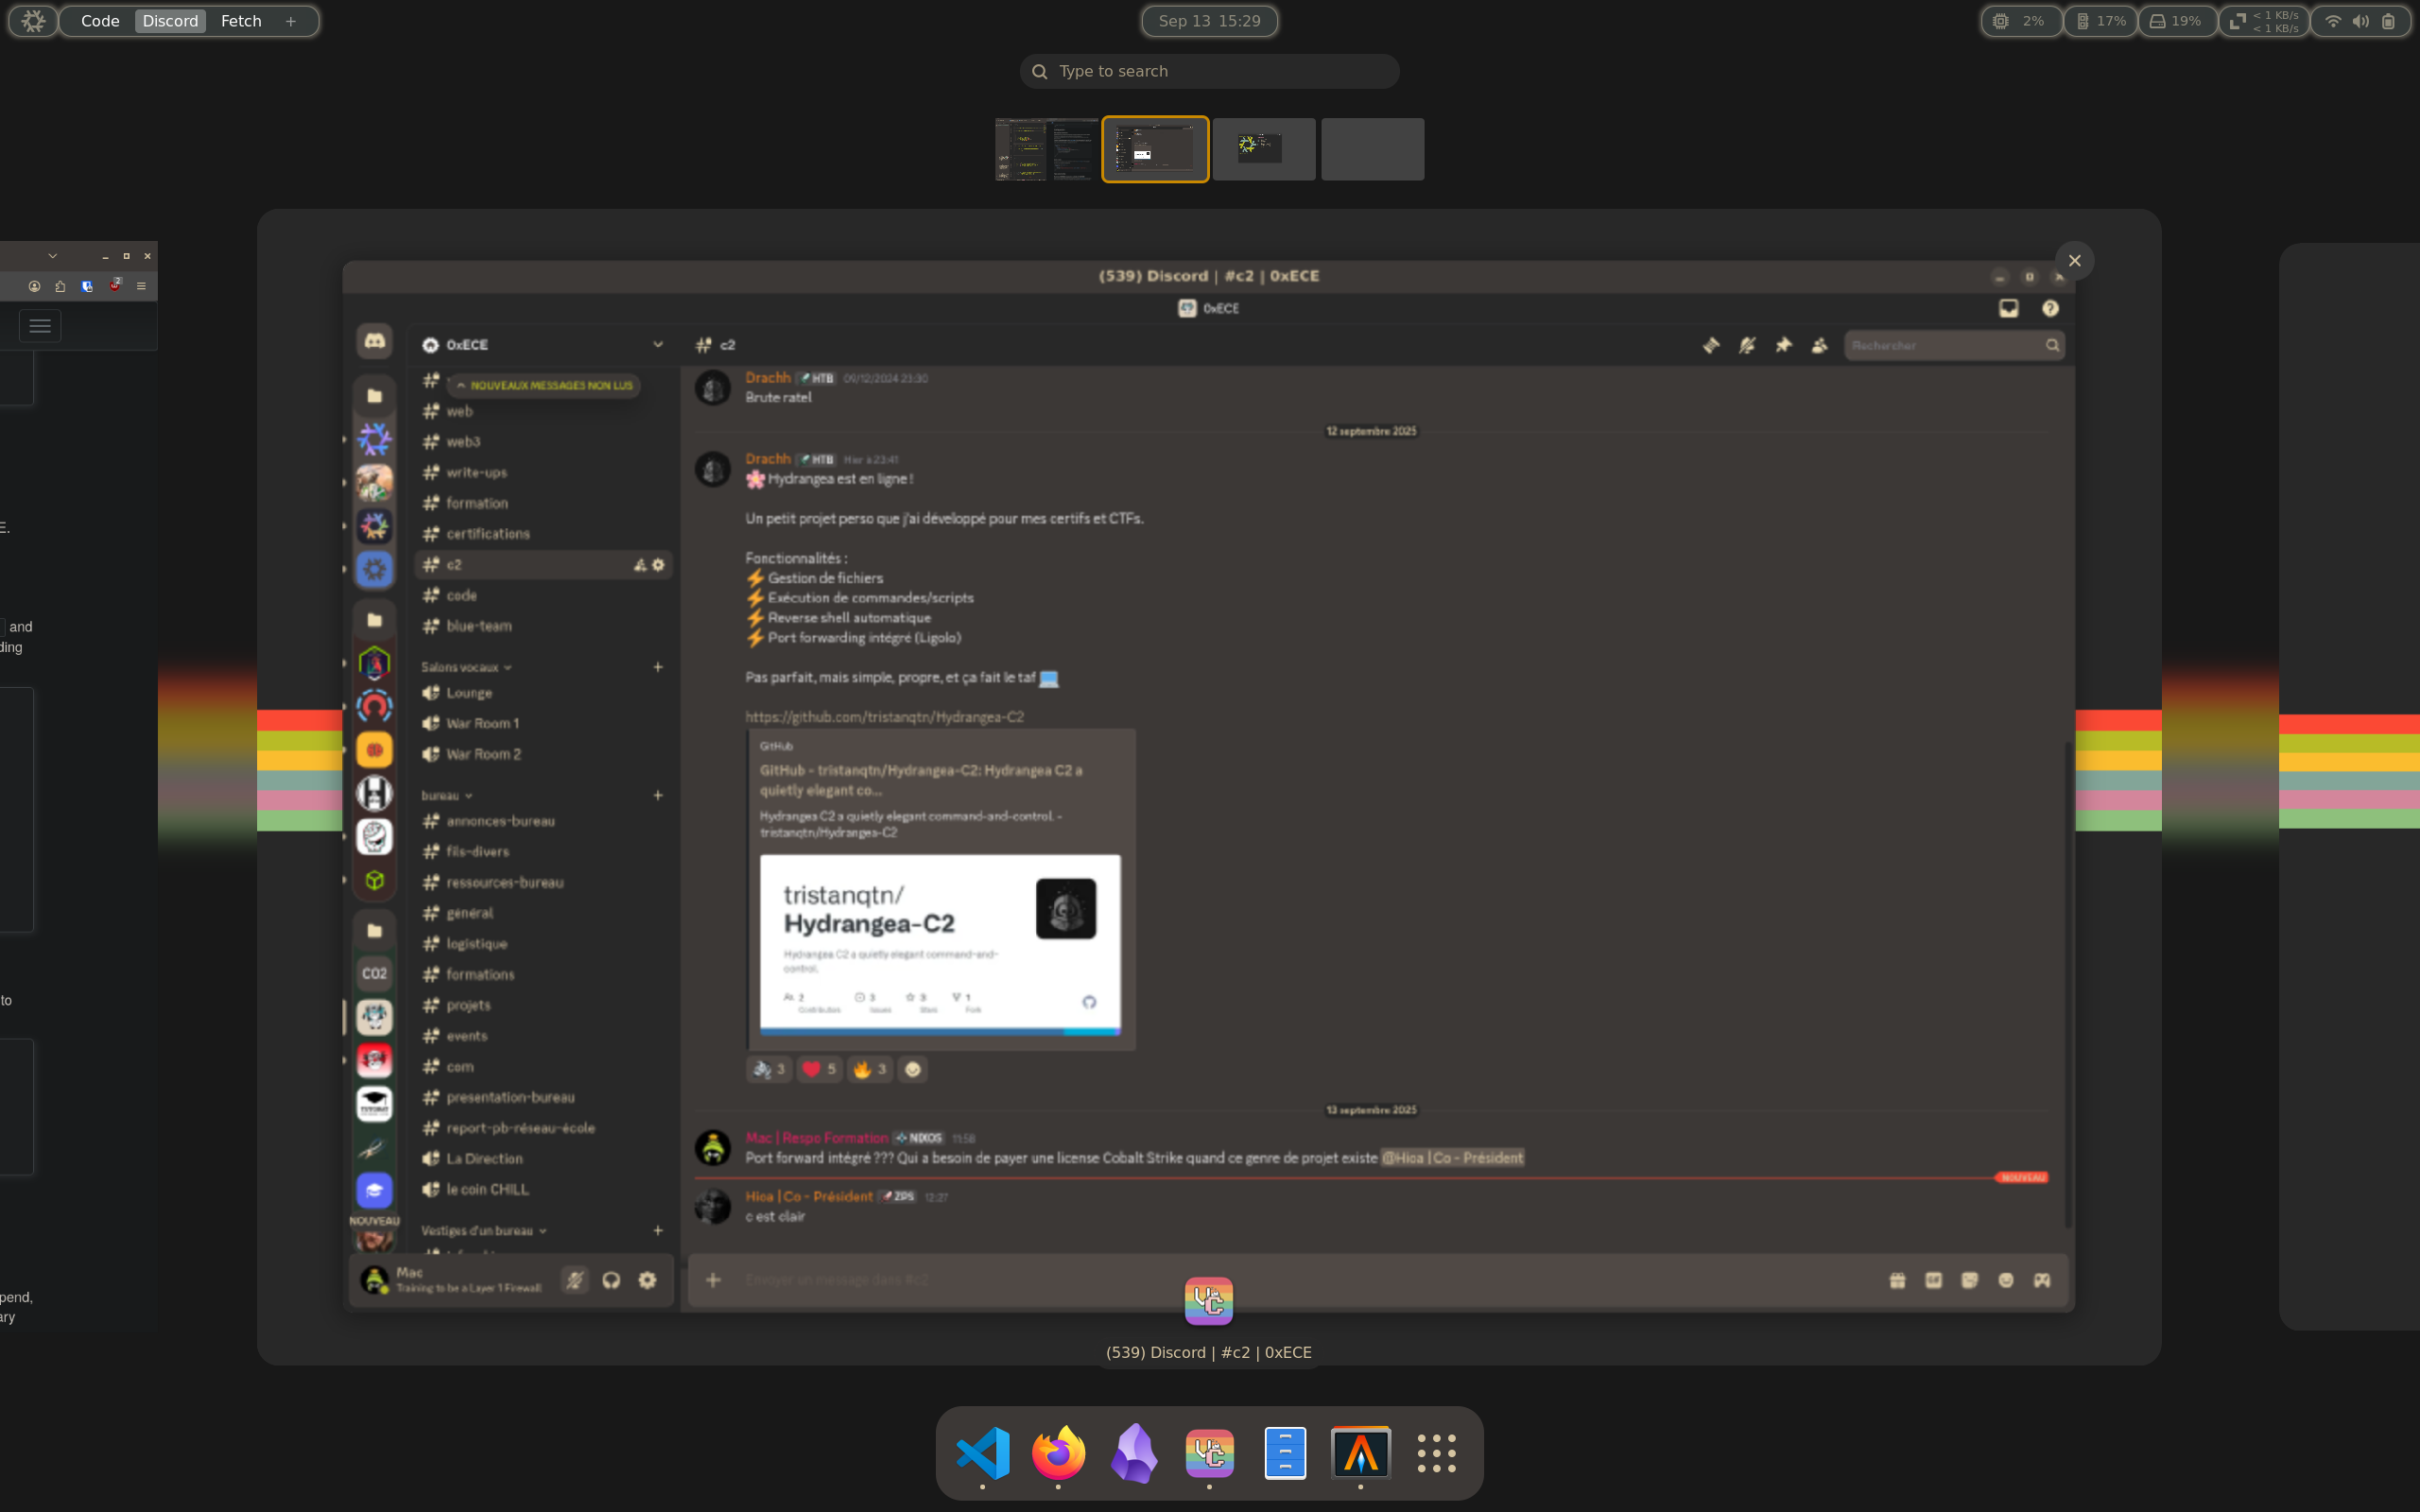 Code Discord Fetch +
Sep 13 15:29
2% 17% 19% < 1 KB/s
< 1 KB/s
Type to search
(539) Discord | #c2 | 0xECE
0xECE
0xECE
c2
Rechercher
NOUVEAUX MESSAGES NON LUS
web
web3
write-ups
formation
certifications
c2
code
blue-team
Salons vocaux
Lounge
War Room 1
War Room 2
bureau
annonces-bureau
fils-divers
ressources-bureau
général
logistique
formations
projets
events
com
presentation-bureau
report-pb-réseau-école
La Direction
le coin CHILL
Vestiges d'un bureau
CO2
NOUVEAU
Mac
Training to be a Layer 1 Firewall
Drachh HTB 09/12/2024 23:30
Brute ratel
12 septembre 2025
Drachh HTB Hier à 23:41
Hydrangea est en ligne !
Un petit projet perso que j'ai développé pour mes certifs et CTFs.
Fonctionnalités :
⚡ Gestion de fichiers
⚡ Exécution de commandes/scripts
⚡ Reverse shell automatique
⚡ Port forwarding intégré (Ligolo)
Pas parfait, mais simple, propre, et ça fait le taf
https://github.com/tristanqtn/Hydrangea-C2
GitHub
GitHub - tristanqtn/Hydrangea-C2: Hydrangea C2 a
quietly elegant co...
Hydrangea C2 a quietly elegant command-and-control. -
tristanqtn/Hydrangea-C2
tristanqtn/
Hydrangea-C2
Hydrangea C2 a quietly elegant command-and-
control.
2 3 3 1
Contributors Issues Stars Fork
3 5 3
13 septembre 2025
Mac | Respo Formation NIXOS 11:58
Port forward intégré ??? Qui a besoin de payer une license Cobalt Strike quand ce genre de projet existe @Hioa | Co - Président
NOUVEAU
Hioa | Co - Président ZIPS 12:27
c est clair
Envoyer un message dans #c2
(539) Discord | #c2 | 0xECE
E.
and
ding
to
pend,
ary